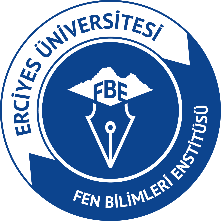 ERCİYES ÜNİVERSİTESİ
FBE
FEN BİLİMLERİ ENSTİTÜSÜ